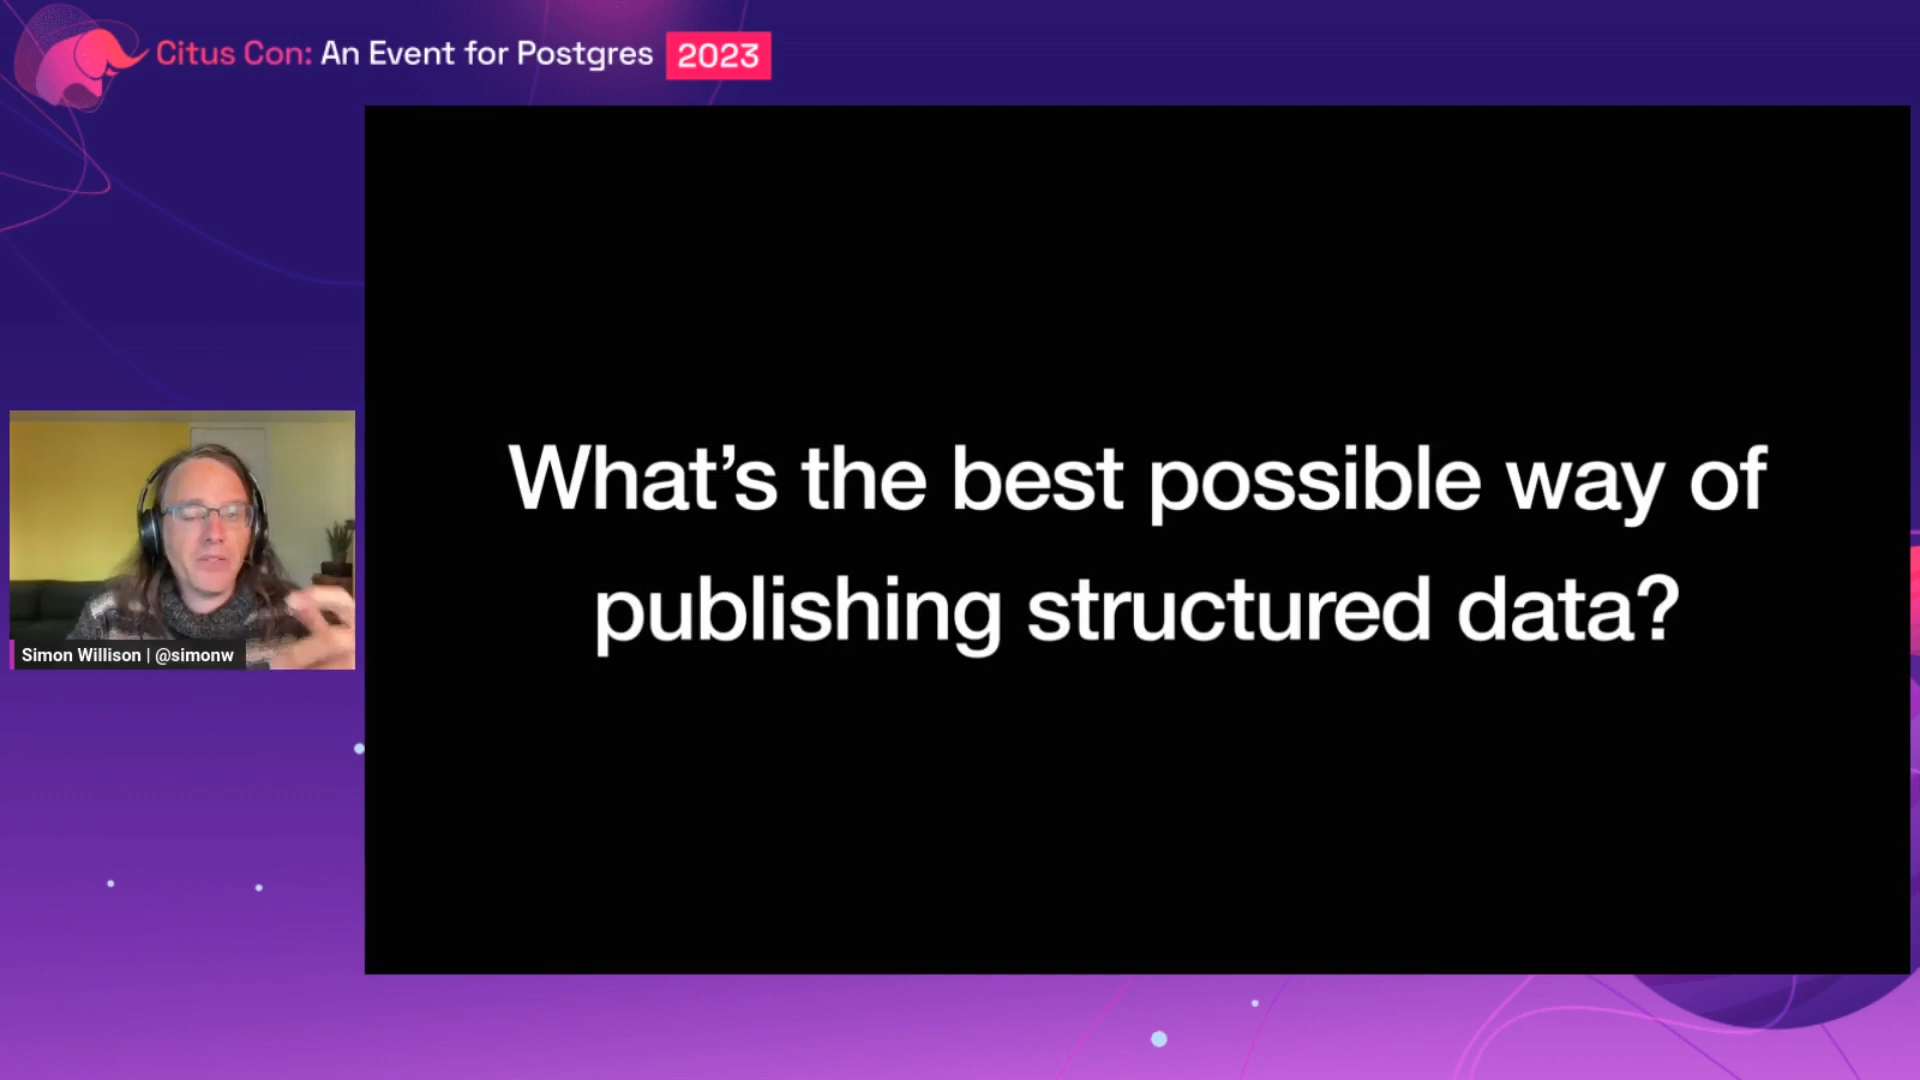 Citus Con: An Event for Postgres 2023
What's the best possible way of
publishing structured data?
Simon Willison | @simonw